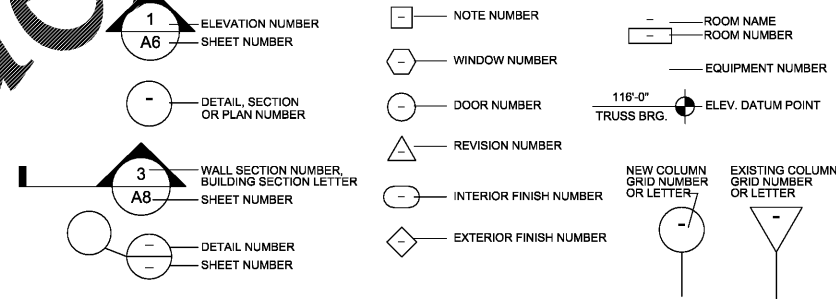 1
A6
ELEVATION NUMBER
SHEET NUMBER
-
DETAIL, SECTION
OR PLAN NUMBER
3
A8
WALL SECTION NUMBER,
BUILDING SECTION LETTER
SHEET NUMBER
-
-
DETAIL NUMBER
SHEET NUMBER
-
NOTE NUMBER
-
WINDOW NUMBER
-
DOOR NUMBER
-
REVISION NUMBER
-
INTERIOR FINISH NUMBER
-
EXTERIOR FINISH NUMBER
-
ROOM NAME
-
ROOM NUMBER
EQUIPMENT NUMBER
116'-0"
TRUSS BRG.
ELEV. DATUM POINT
NEW COLUMN
GRID NUMBER
OR LETTER
-
EXISTING COLUMN
GRID NUMBER
OR LETTER
-